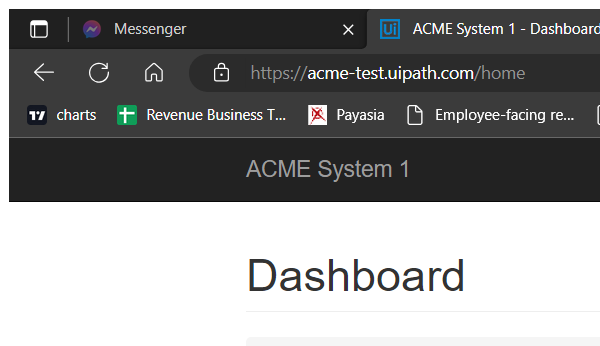 Messenger
Ui ACME System 1 - Dashboard
https://acme-test.uipath.com/home
charts Revenue Business T... Payasia Employee-facing re...
ACME System 1
Dashboard